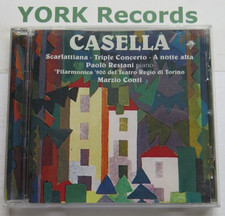 YORK Records
CASELLA
Scarlattiana - Triple Concerto - A notte alta
Paolo Restani piano
Filarmonica '900 del Teatro Regio di Torino
Marzio Conti